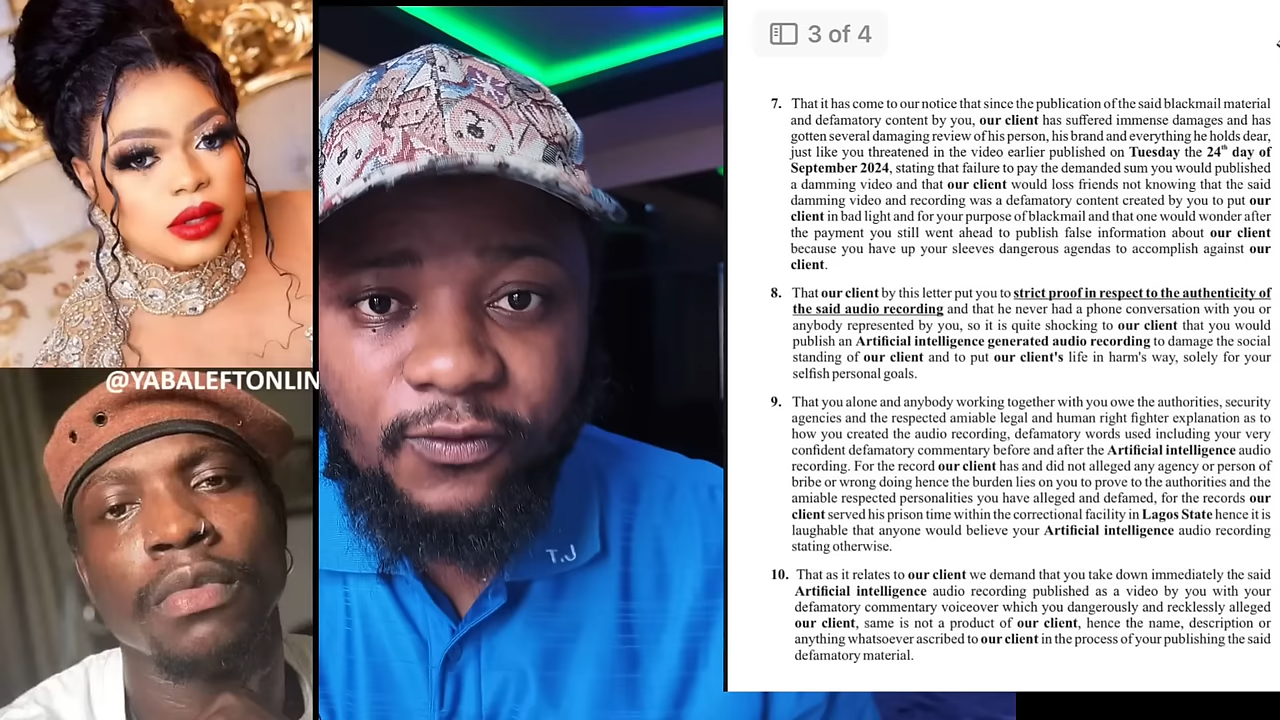 @YABALEFTONLIN
T.J
3 of 4
7. That it has come to our notice that since the publication of the said blackmail material
and defamatory content by you, our client has suffered immense damages and has
gotten several damaging review of his person, his brand and everything he holds dear,
just like you threatened in the video earlier published on Tuesday the 24th day of
September 2024, stating that failure to pay the demanded sum you would published
a damming video and that our client would loss friends not knowing that the said
damming video and recording was a defamatory content created by you to put our
client in bad light and for your purpose of blackmail and that one would wonder after
the payment you still went ahead to publish false information about our client
because you have up your sleeves dangerous agendas to accomplish against our
client.
8. That our client by this letter put you to strict proof in respect to the authenticity of
the said audio recording and that he never had a phone conversation with you or
anybody represented by you, so it is quite shocking to our client that you would
publish an Artificial intelligence generated audio recording to damage the social
standing of our client and to put our client's life in harm's way, solely for your
selfish personal goals.
9. That you alone and anybody working together with you owe the authorities, security
agencies and the respected amiable legal and human right fighter explanation as to
how you created the audio recording, defamatory words used including your very
confident defamatory commentary before and after the Artificial intelligence audio
recording. For the record our client has and did not alleged any agency or person of
bribe or wrong doing hence the burden lies on you to prove to the authorities and the
amiable respected personalities you have alleged and defamed, for the records our
client served his prison time within the correctional facility in Lagos State hence it is
laughable that anyone would believe your Artificial intelligence audio recording
stating otherwise.
10. That as it relates to our client we demand that you take down immediately the said
Artificial intelligence audio recording published as a video by you with your
defamatory commentary voiceover which you dangerously and recklessly alleged
our client, same is not a product of our client, hence the name, description or
anything whatsoever ascribed to our client in the process of your publishing the said
defamatory material.